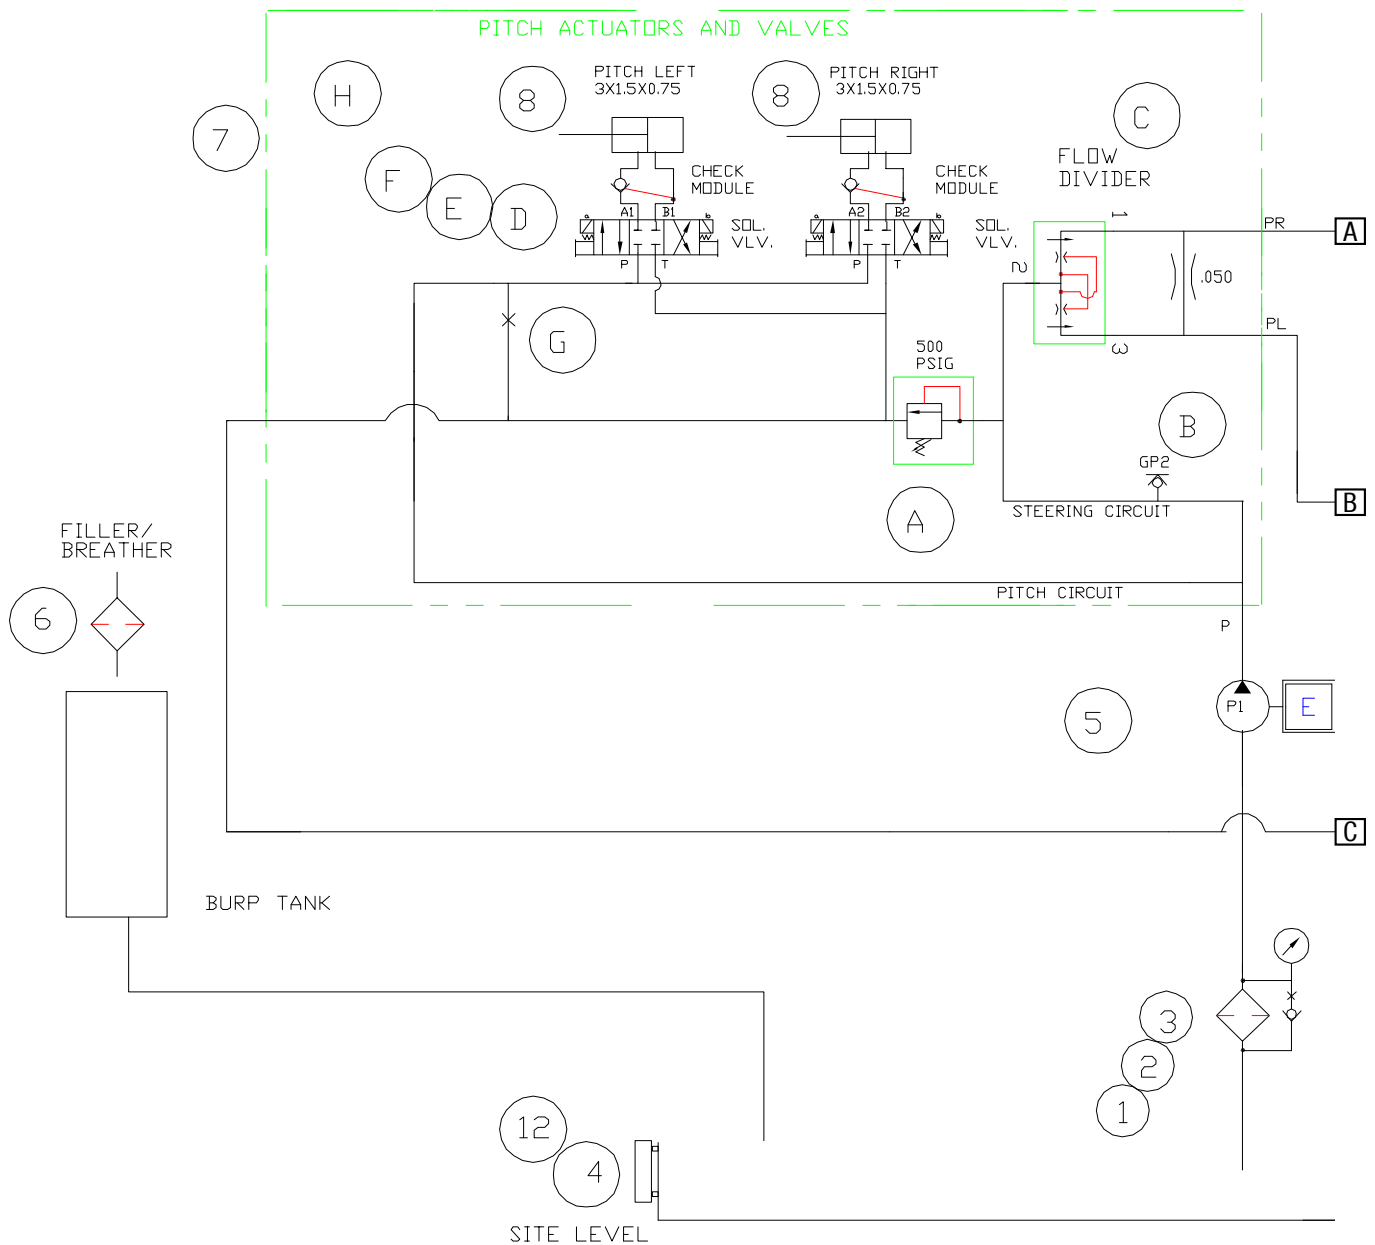 PITCH ACTUATORS AND VALVES
H
8
PITCH LEFT
3X1.5X0.75
8
PITCH RIGHT
3X1.5X0.75
C
7
FLOW
DIVIDER
F
E
D
CHECK
MODULE
CHECK
MODULE
a
A1
B1
b
SOL.
VLV.
a
A2
B2
b
SOL.
VLV.
1
PR
A
P
T
P
T
2
.050
G
3
PL
500
PSIG
B
GP2
A
STEERING CIRCUIT
B
FILLER/
BREATHER
PITCH CIRCUIT
6
P
5
P1
E
C
BURP TANK
3
2
1
12
4
SITE LEVEL